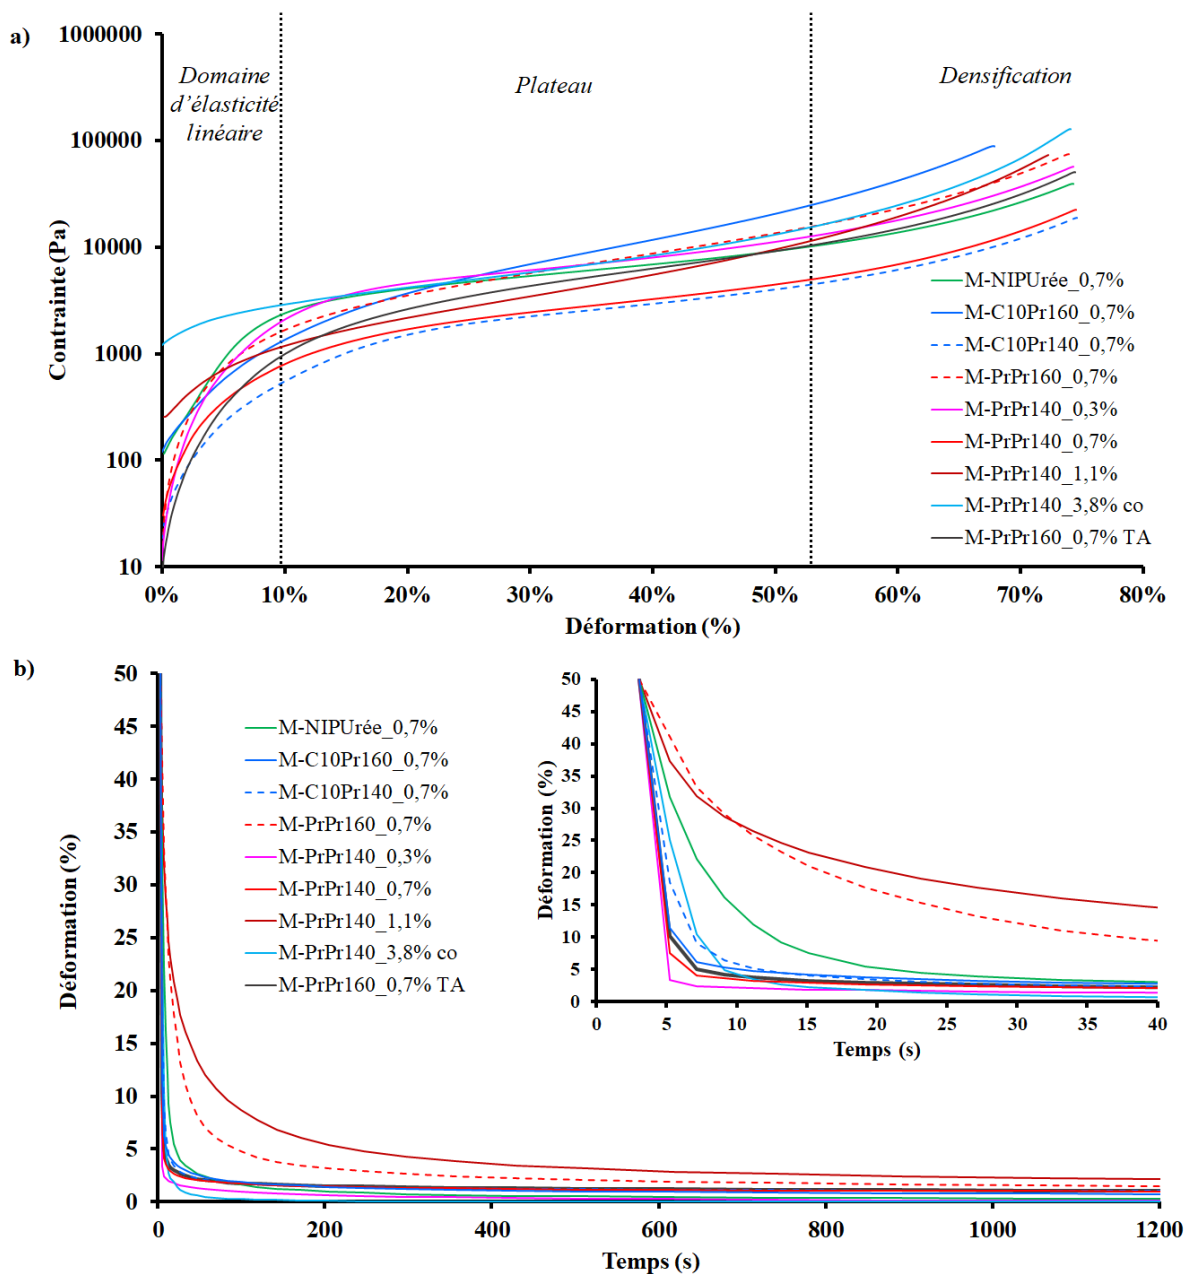 a)
1000000
100000
10000
1000
100
10
Contrainte (Pa)
Domaine
d'élasticité
linéaire
Plateau
Densification
M-NIPUrée_0,7%
M-C10Pr160_0,7%
M-C10Pr140_0,7%
M-PrPr160_0,7%
M-PrPr140_0,3%
M-PrPr140_0,7%
M-PrPr140_1,1%
M-PrPr140_3,8% co
M-PrPr160_0,7% TA
0% 10% 20% 30% 40% 50% 60% 70% 80%
Déformation (%)
b)
50
45
40
35
30
25
20
15
10
5
0
Déformation (%)
M-NIPUrée_0,7%
M-C10Pr160_0,7%
M-C10Pr140_0,7%
M-PrPr160_0,7%
M-PrPr140_0,3%
M-PrPr140_0,7%
M-PrPr140_1,1%
M-PrPr140_3,8% co
M-PrPr160_0,7% TA
50
45
40
35
30
25
20
15
10
5
0
Déformation (%)
0 5 10 15 20 25 30 35 40
Temps (s)
0 200 400 600 800 1000 1200
Temps (s)